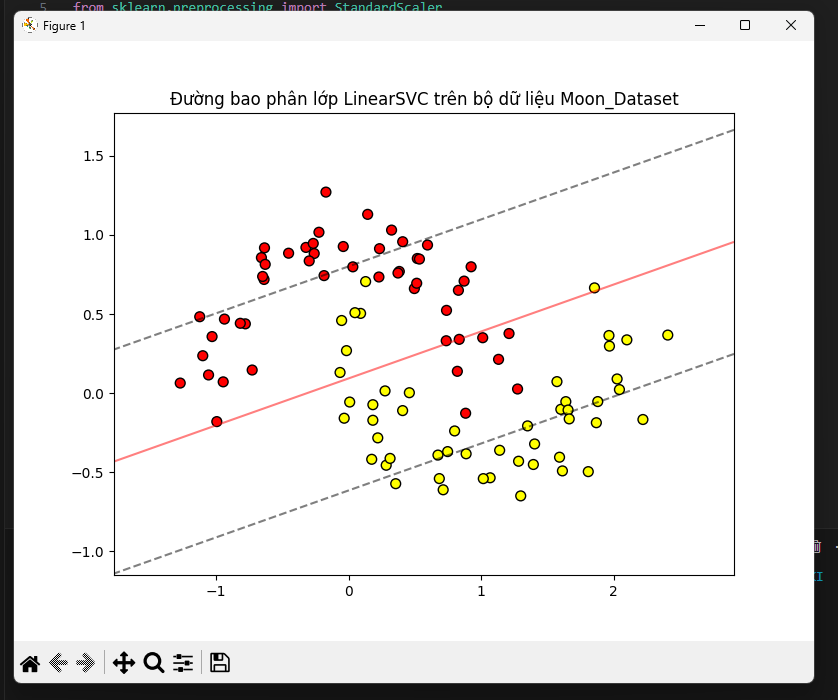 5 from sklearn.preprocessing import StandardScaler
Figure 1
Đường bao phân lớp LinearSVC trên bộ dữ liệu Moon_Dataset
1.5
1.0
0.5
0.0
−0.5
−1.0
−1 0 1 2